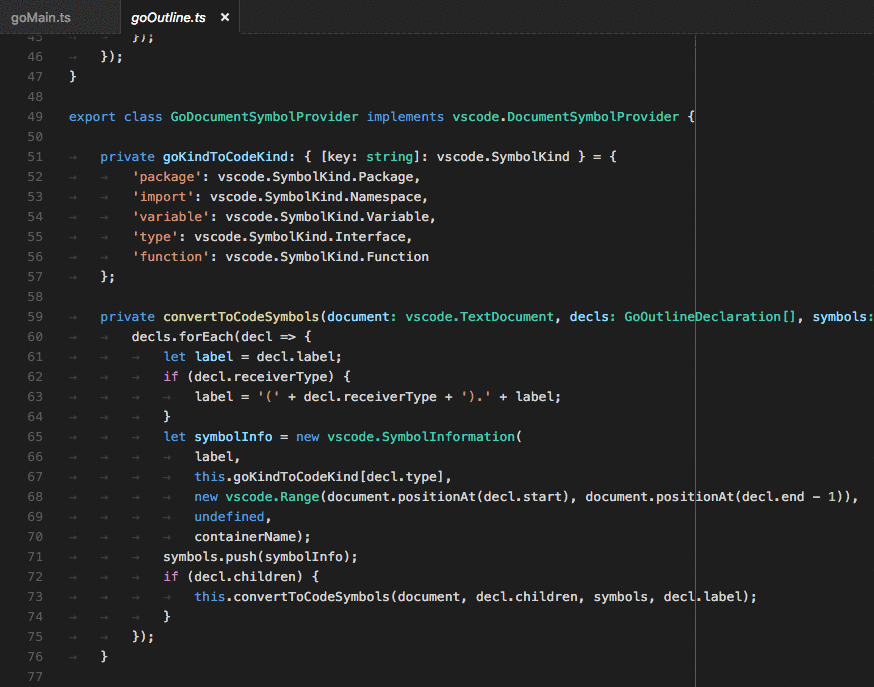 goMain.ts goOutline.ts ×
45 });
46 });
47 }
48
49 export class GoDocumentSymbolProvider implements vscode.DocumentSymbolProvider {
50
51 private goKindToCodeKind: { [key: string]: vscode.SymbolKind } = {
52 'package': vscode.SymbolKind.Package,
53 'import': vscode.SymbolKind.Namespace,
54 'variable': vscode.SymbolKind.Variable,
55 'type': vscode.SymbolKind.Interface,
56 'function': vscode.SymbolKind.Function
57 };
58
59 private convertToCodeSymbols(document: vscode.TextDocument, decls: GoOutlineDeclaration[], symbols:
60 decls.forEach(decl => {
61 let label = decl.label;
62 if (decl.receiverType) {
63 label = '(' + decl.receiverType + ').' + label;
64 }
65 let symbolInfo = new vscode.SymbolInformation(
66 label,
67 this.goKindToCodeKind[decl.type],
68 new vscode.Range(document.positionAt(decl.start), document.positionAt(decl.end - 1)),
69 undefined,
70 containerName);
71 symbols.push(symbolInfo);
72 if (decl.children) {
73 this.convertToCodeSymbols(document, decl.children, symbols, decl.label);
74 }
75 });
76 }
77